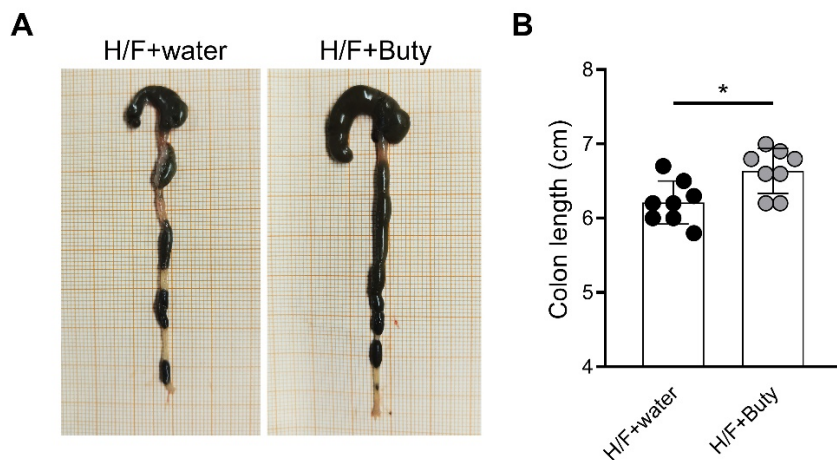 A
H/F+water
H/F+Buty
B
Colon length (cm)
8
7
6
5
4
*
H/F+water
H/F+Buty